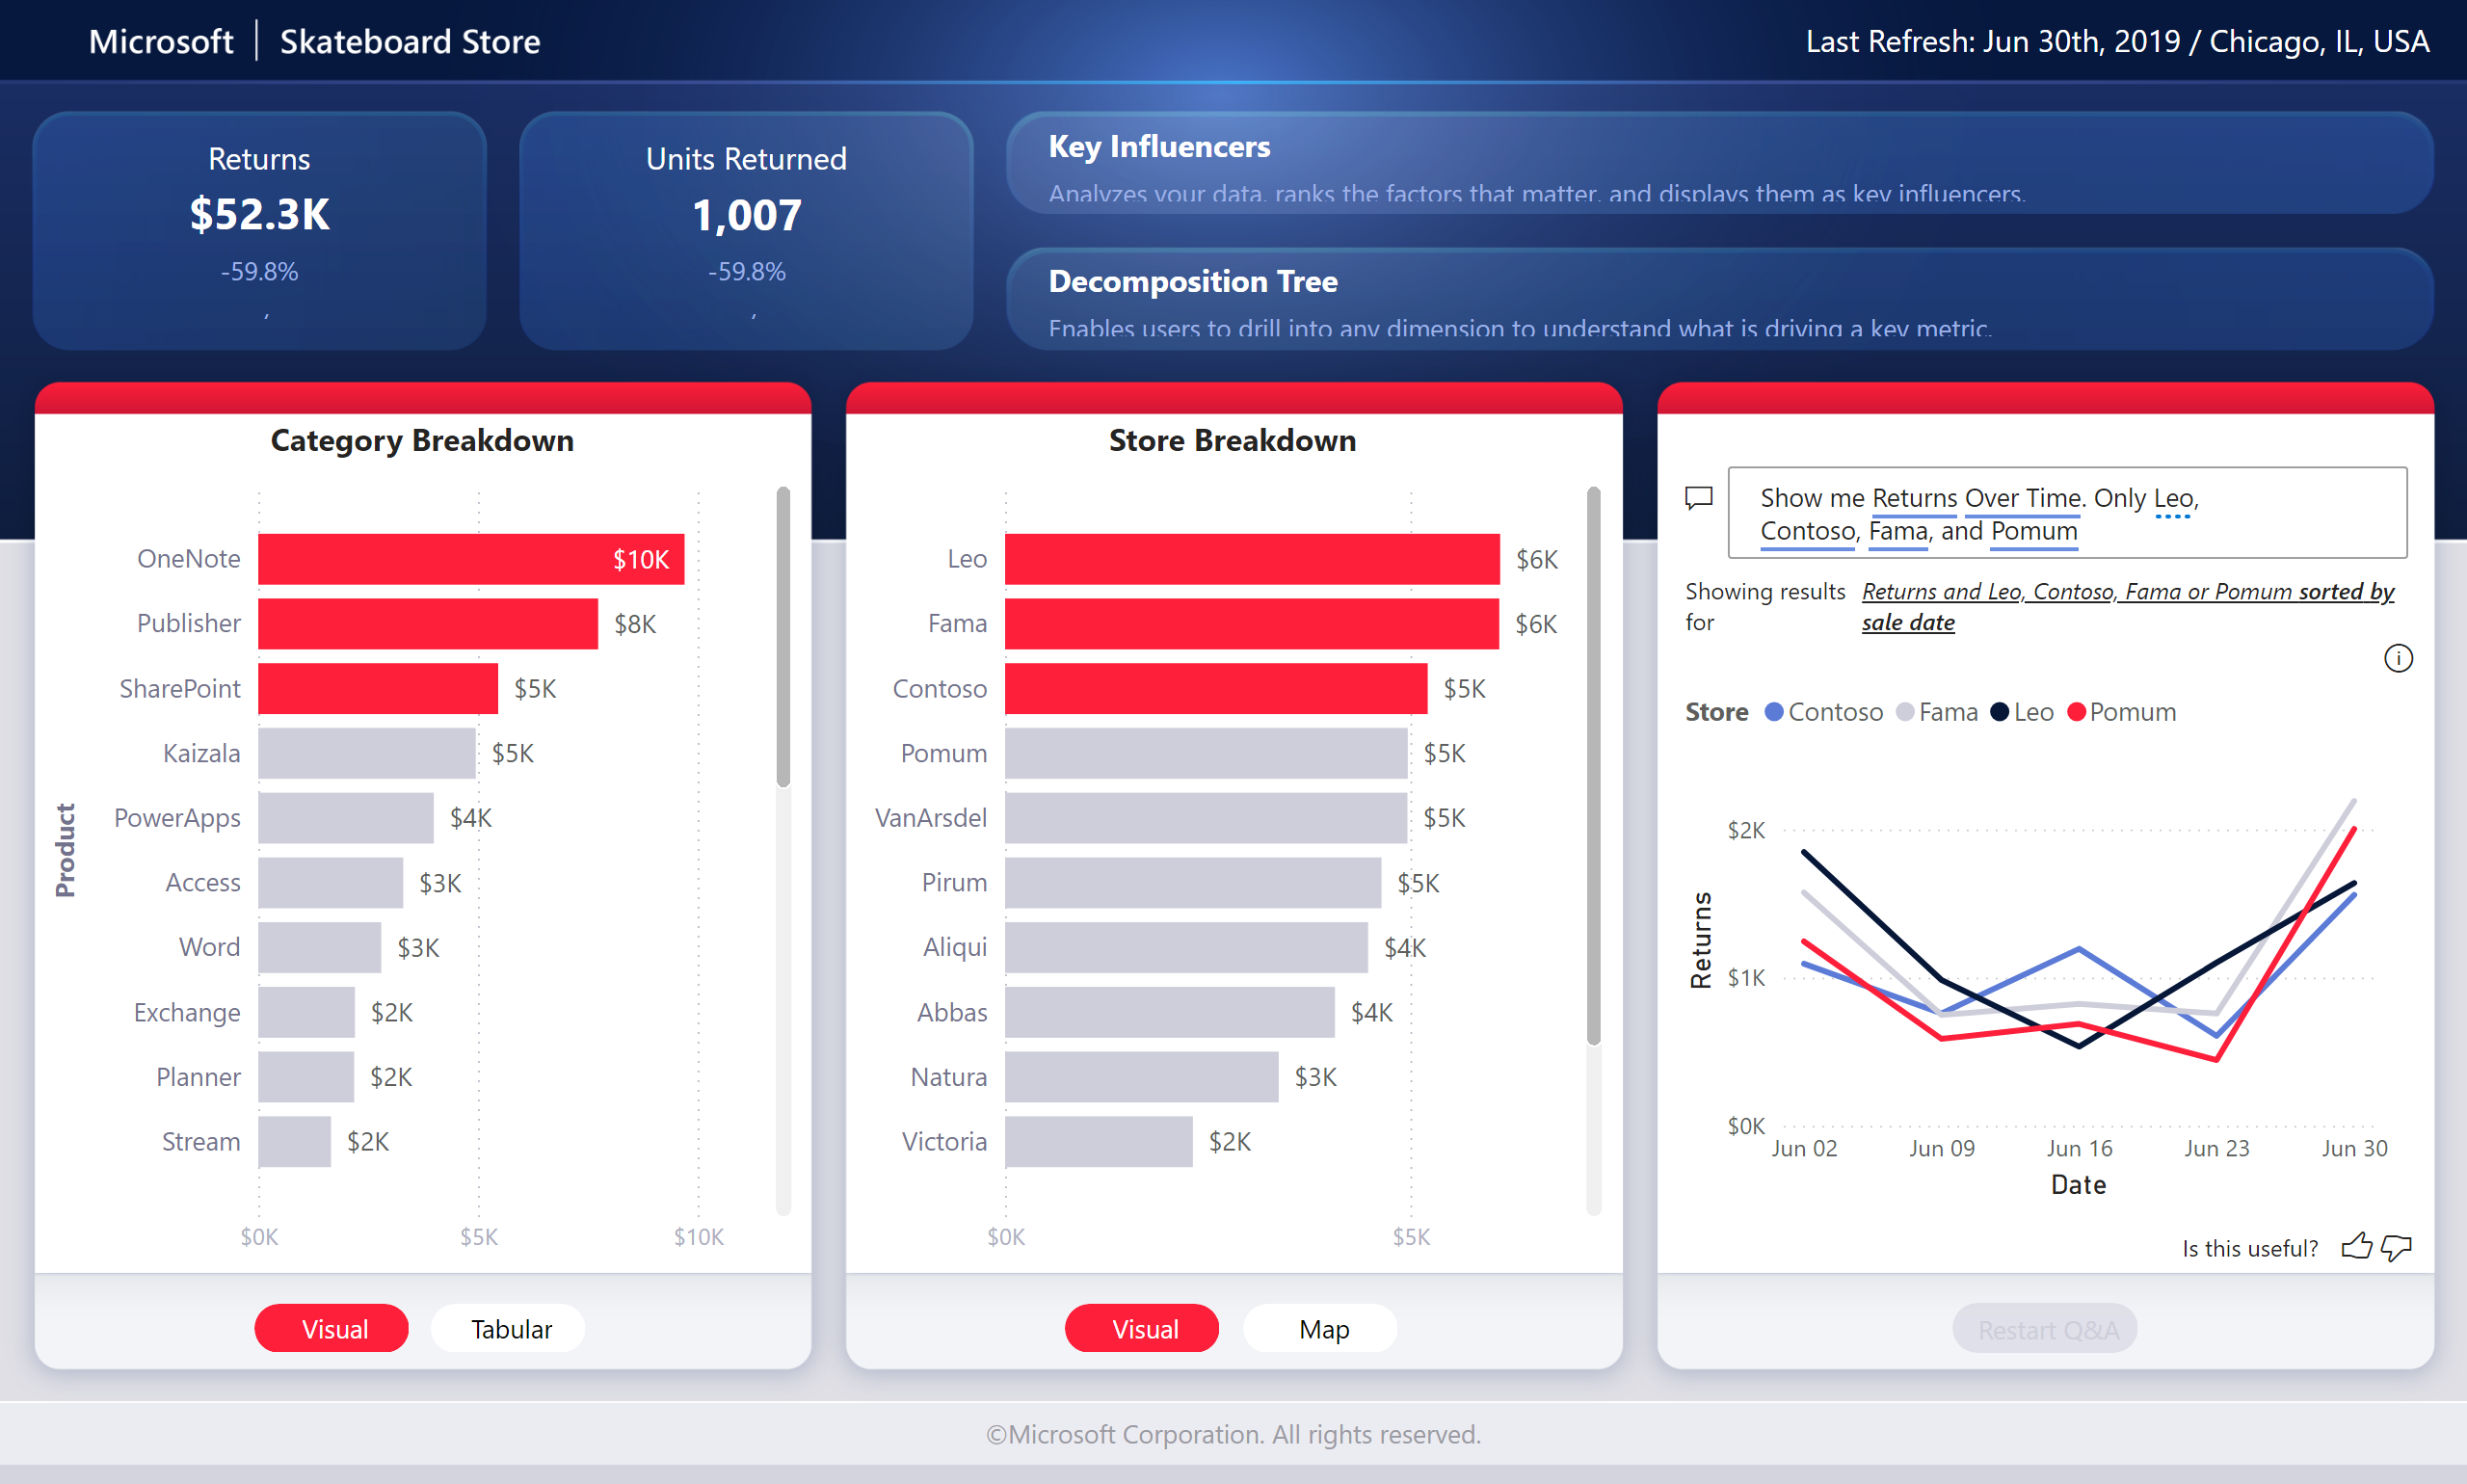 Microsoft | Skateboard Store
Last Refresh: Jun 30th, 2019 / Chicago, IL, USA
Returns
$52.3K
-59.8%
,
Units Returned
1,007
-59.8%
,
Key Influencers
Analyzes your data, ranks the factors that matter, and displays them as key influencers.
Decomposition Tree
Enables users to drill into any dimension to understand what is driving a key metric.
Category Breakdown
Product
OneNote $10K
Publisher $8K
SharePoint $5K
Kaizala $5K
PowerApps $4K
Access $3K
Word $3K
Exchange $2K
Planner $2K
Stream $2K
$0K $5K $10K
Visual Tabular
Store Breakdown
Leo $6K
Fama $6K
Contoso $5K
Pomum $5K
VanArsdel $5K
Pirum $5K
Aliqui $4K
Abbas $4K
Natura $3K
Victoria $2K
$0K $5K
Visual Map
Show me Returns Over Time. Only Leo,
Contoso, Fama, and Pomum
Showing results for
Returns and Leo, Contoso, Fama or Pomum sorted by
sale date
Store Contoso Fama Leo Pomum
Returns
$2K
$1K
$0K
Jun 02 Jun 09 Jun 16 Jun 23 Jun 30
Date
Is this useful?
Restart Q&A
©Microsoft Corporation. All rights reserved.